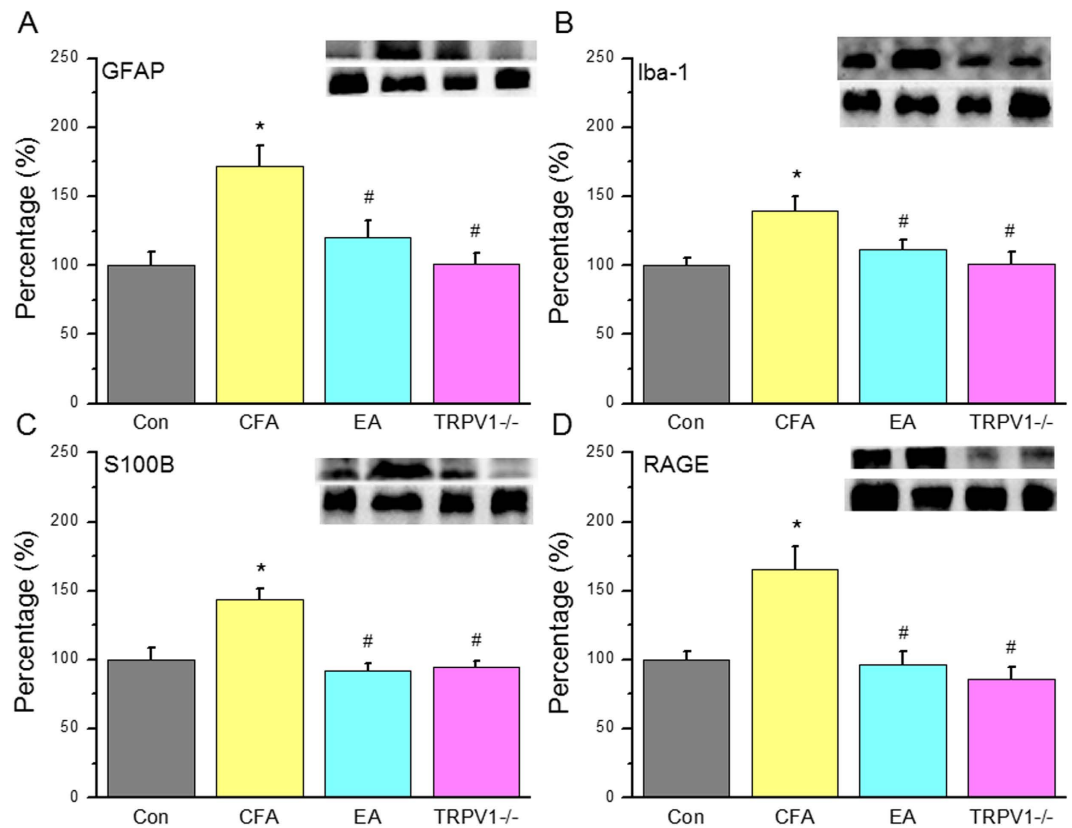 A
GFAP
Percentage (%)
250
200
150
100
50
0
*
#
#
Con CFA EA TRPV1-/-
B
Iba-1
Percentage (%)
250
200
150
100
50
0
*
#
#
Con CFA EA TRPV1-/-
C
S100B
Percentage (%)
250
200
150
100
50
0
*
#
#
Con CFA EA TRPV1-/-
D
RAGE
Percentage (%)
250
200
150
100
50
0
*
#
#
Con CFA EA TRPV1-/-